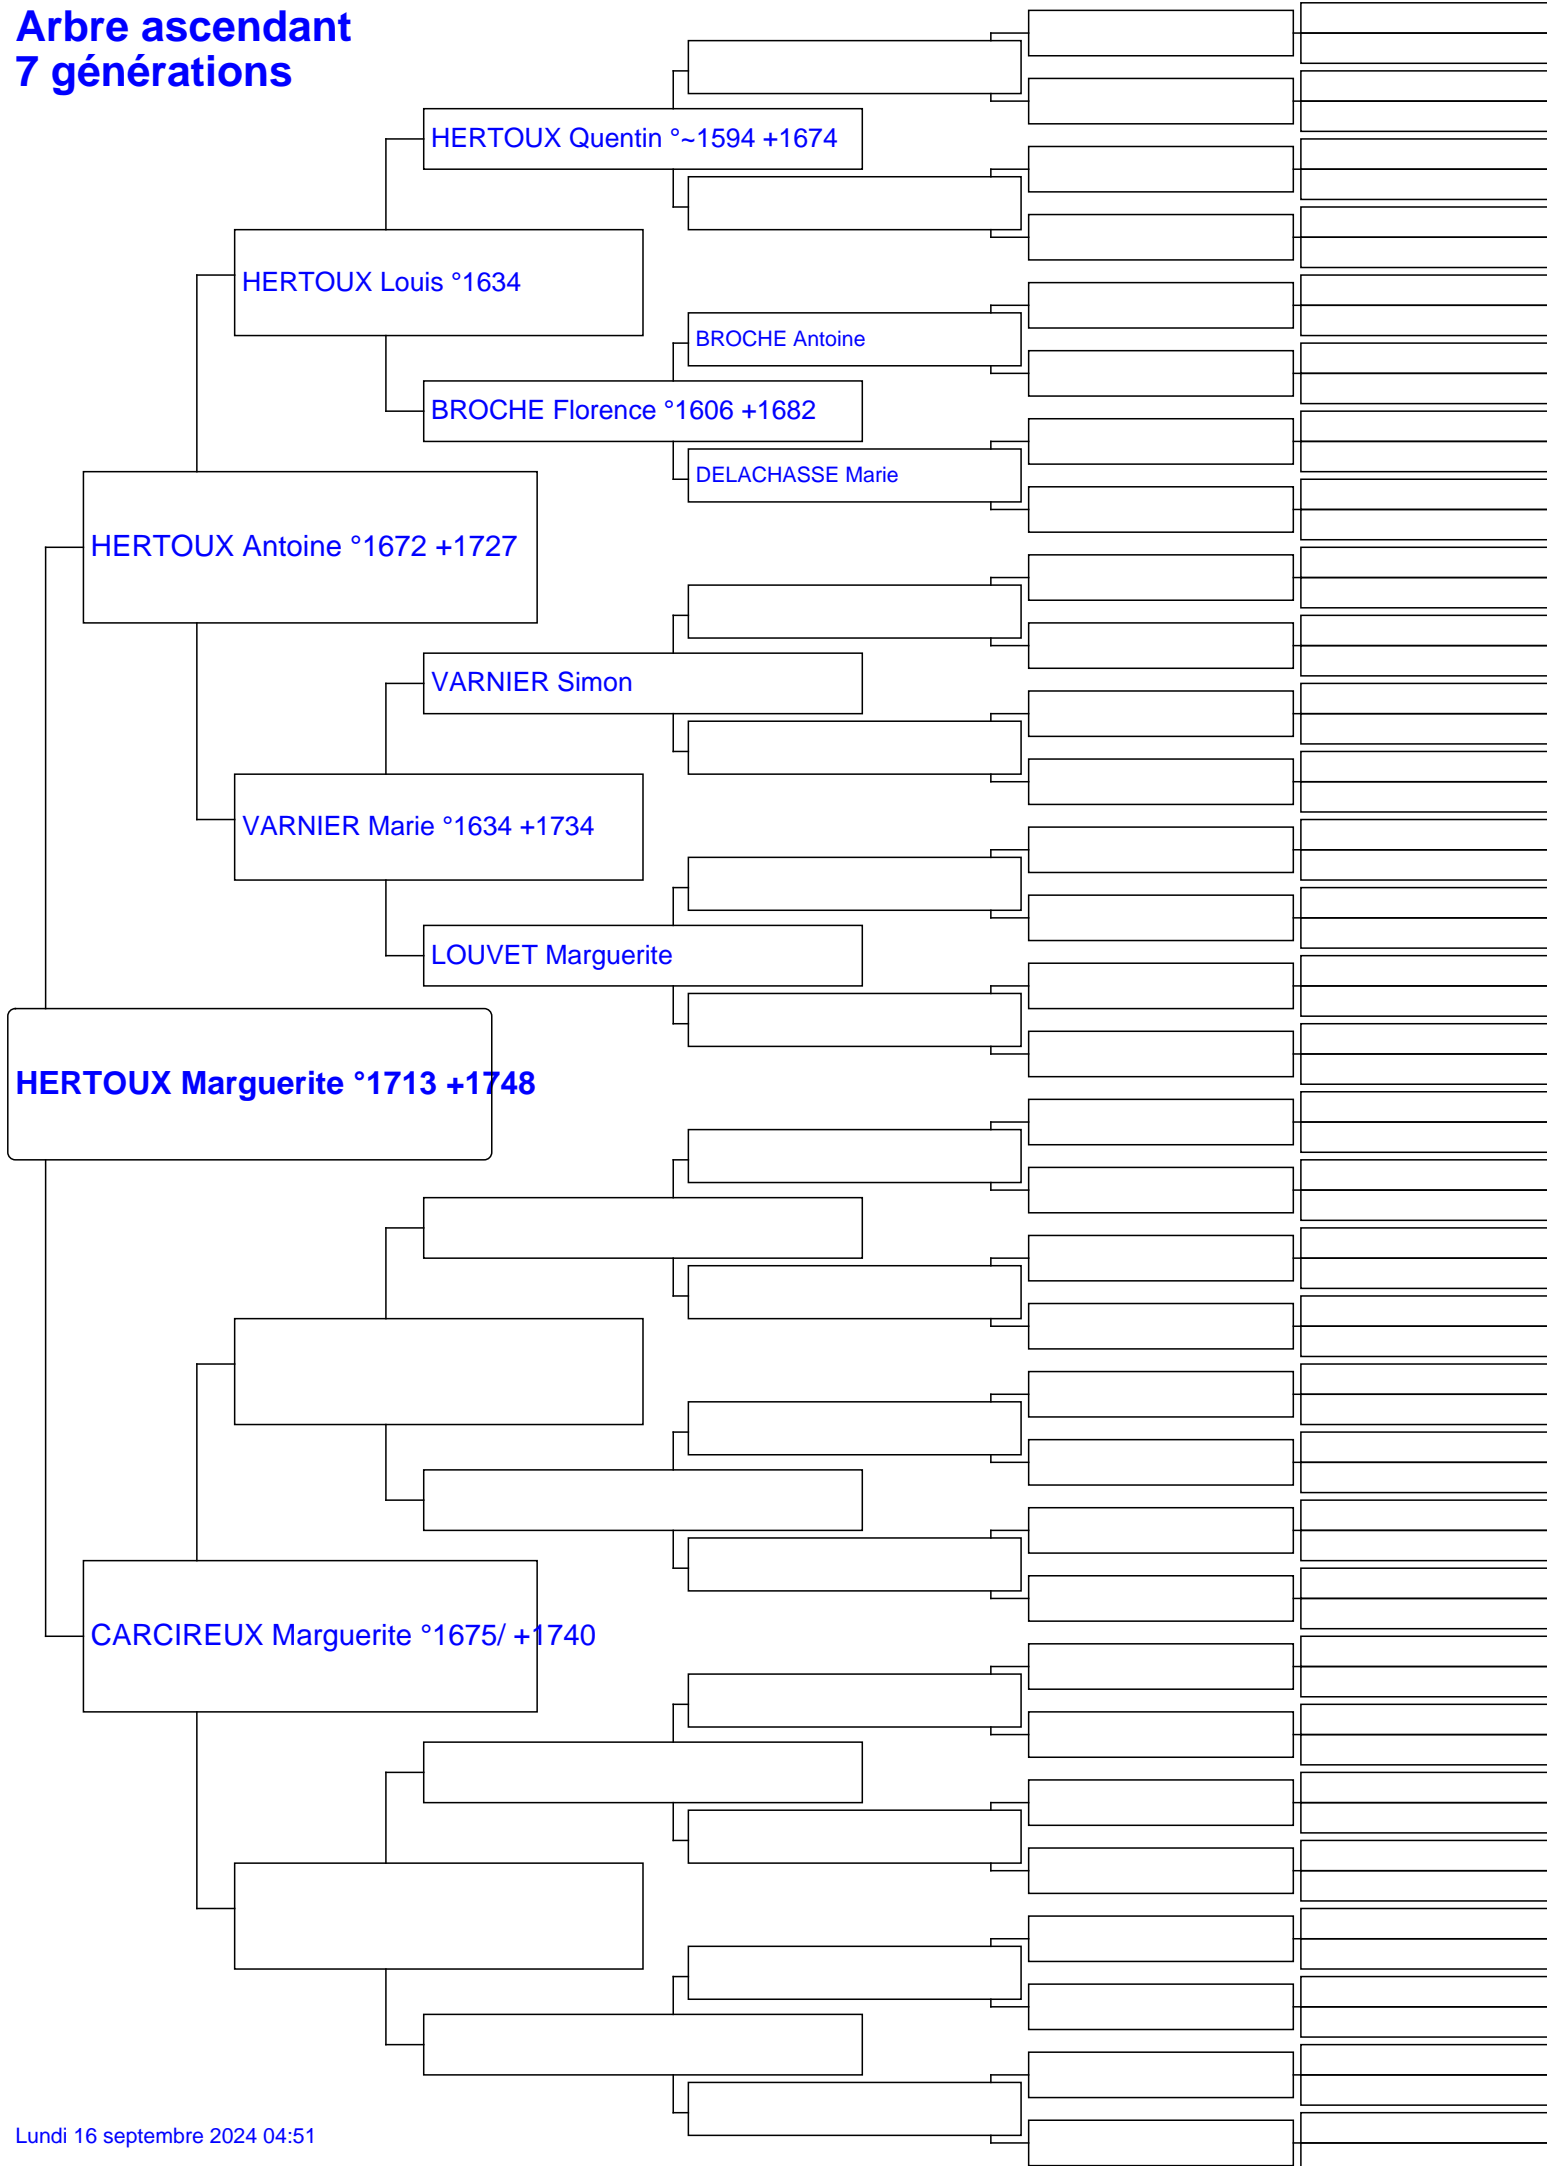 Arbre ascendant
7 générations
HERTOUX Quentin °~1594 +1674
HERTOUX Louis °1634
BROCHE Antoine
BROCHE Florence °1606 +1682
DELACHASSE Marie
HERTOUX Antoine °1672 +1727
VARNIER Simon
VARNIER Marie °1634 +1734
LOUVET Marguerite
HERTOUX Marguerite °1713 +1748
CARCIREUX Marguerite °1675/ +1740
Lundi 16 septembre 2024 04:51